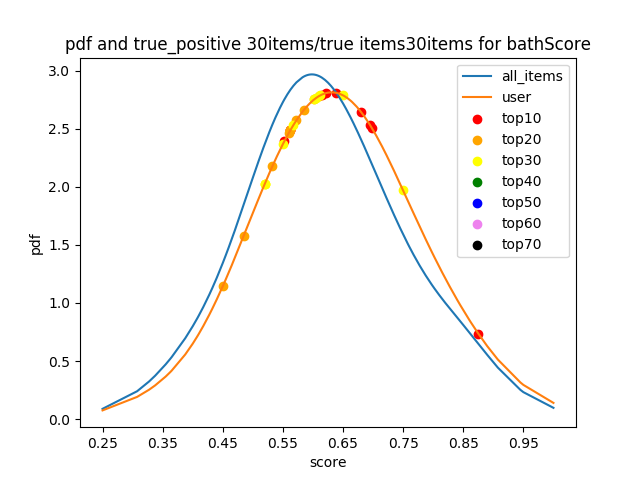 pdf and true_positive 30items/true items30items for bathScore
3.0
2.5
2.0
1.5
1.0
0.5
0.0
pdf
0.25 0.35 0.45 0.55 0.65 0.75 0.85 0.95
score
all_items
user
top10
top20
top30
top40
top50
top60
top70